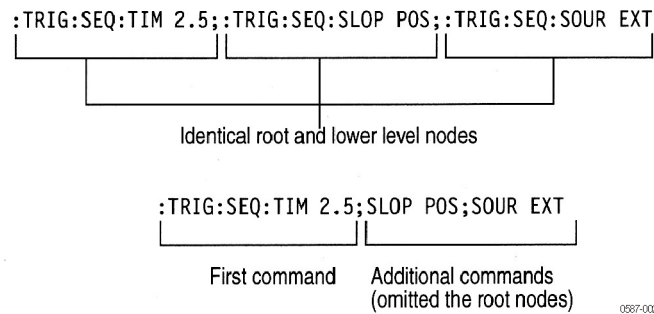 :TRIG:SEQ:TIM 2.5;:TRIG:SEQ:SLOP POS;:TRIG:SEQ:SOUR EXT
Identical root and lower level nodes
:TRIG:SEQ:TIM 2.5;SLOP POS;SOUR EXT
First command
Additional commands
(omitted the root nodes)